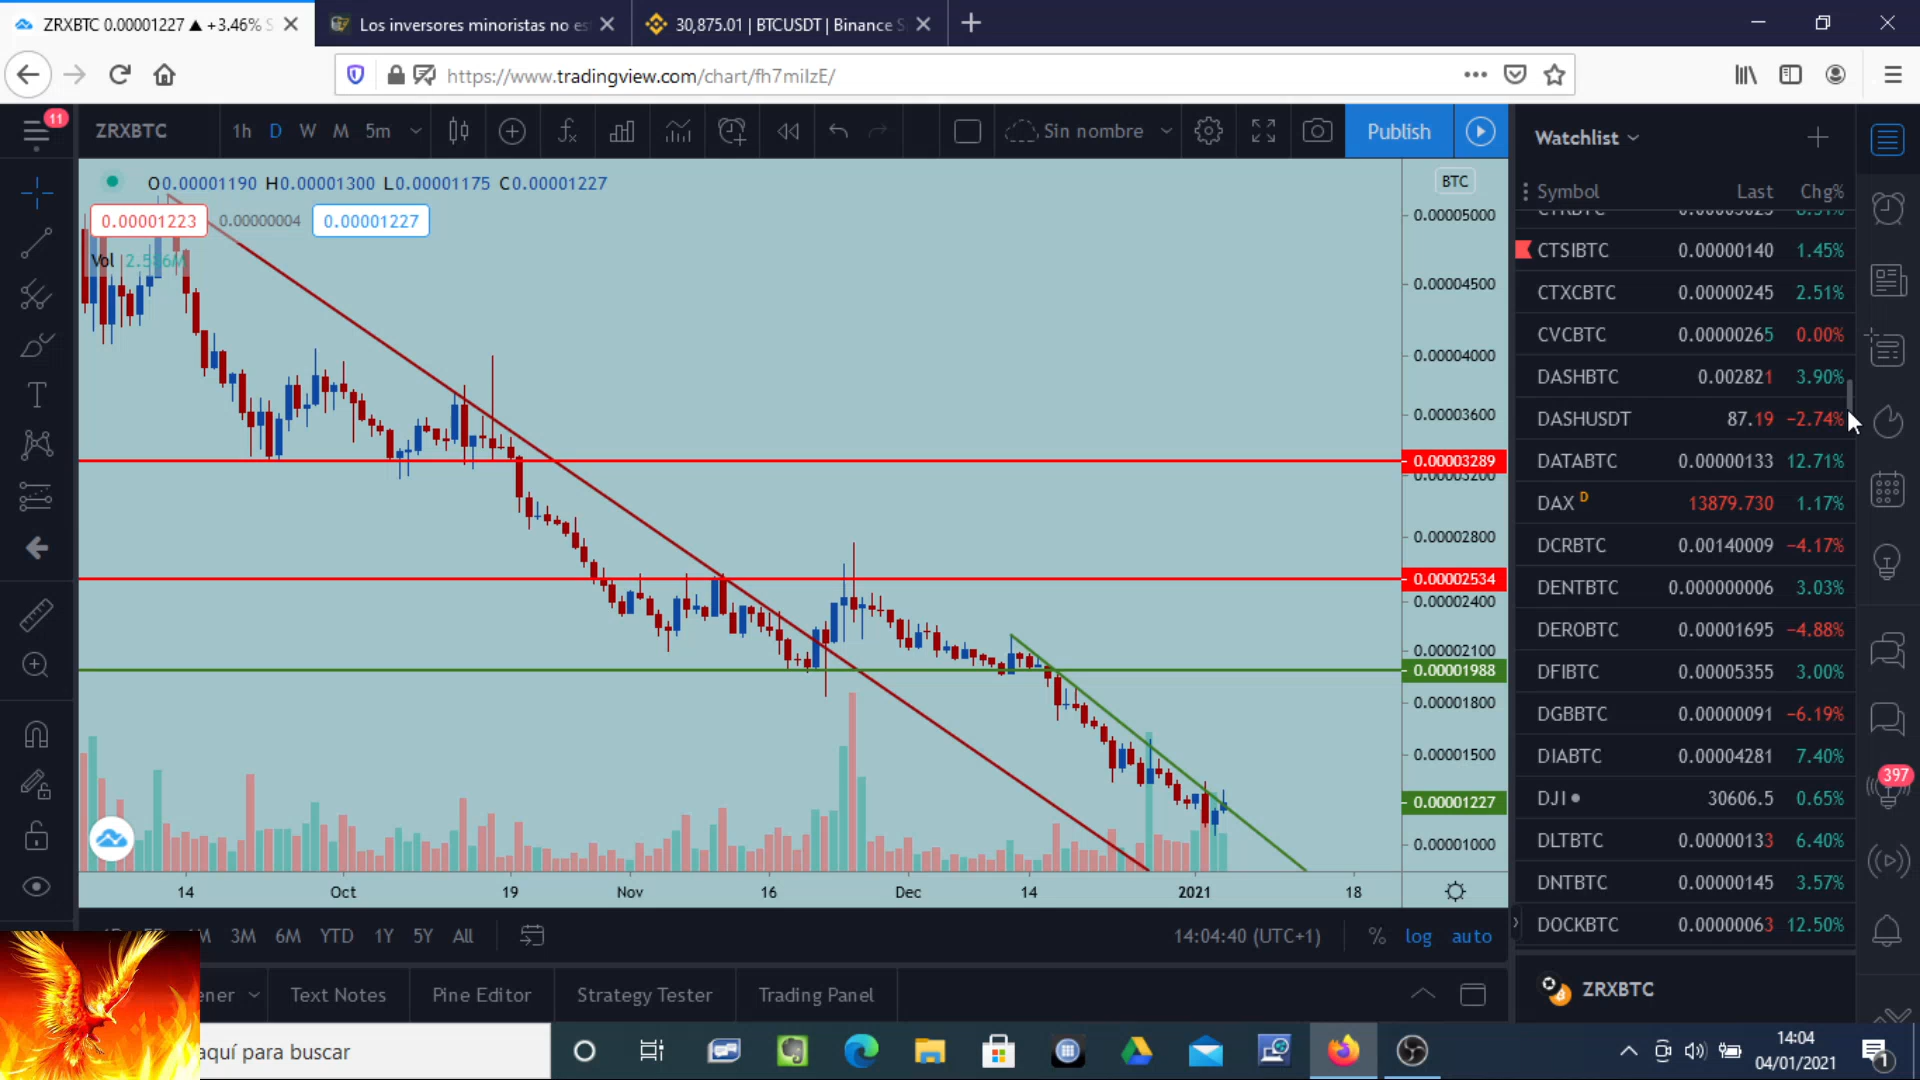 ZRXBTC 0.00001227 ▲ +3.46% S
Los inversores minoristas no es
30,875.01 | BTCUSDT | Binance S
https://www.tradingview.com/chart/fh7miIzE/
11
ZRXBTC 1h D W M 5m Sin nombre Publish
Watchlist
O0.00001190 H0.00001300 L0.00001175 C0.00001227
BTC
0.00001223 0.00000004 0.00001227
Vol
Symbol Last Chg%
CTSIBTC 0.00000140 1.45%
CTXCBTC 0.00000245 2.51%
CVCBTC 0.00000265 0.00%
DASHBTC 0.002821 3.90%
DASHUSDT 87.19 −2.74%
DATABTC 0.00000133 12.71%
DAX D 13879.730 1.17%
DCRBTC 0.00140009 −4.17%
DENTBTC 0.000000006 3.03%
DEROBTC 0.00001695 −4.88%
DFIBTC 0.00005355 3.00%
DGBBTC 0.00000091 −6.19%
DIABTC 0.00004281 7.40%
DJI 30606.5 0.65%
DLTBTC 0.00000133 6.40%
DNTBTC 0.00000145 3.57%
DOCKBTC 0.00000063 12.50%
397
ZRXBTC
0.00005000
0.00004500
0.00004000
0.00003600
0.00003289
0.00003200
0.00002800
0.00002534
0.00002400
0.00002100
0.00001988
0.00001800
0.00001500
0.00001227
0.00001000
14 Oct 19 Nov 16 Dec 14 2021 18
3M 6M YTD 1Y 5Y All
14:04:40 (UTC+1) % log auto
ener Text Notes Pine Editor Strategy Tester Trading Panel
aquí para buscar
14:04
04/01/2021
1